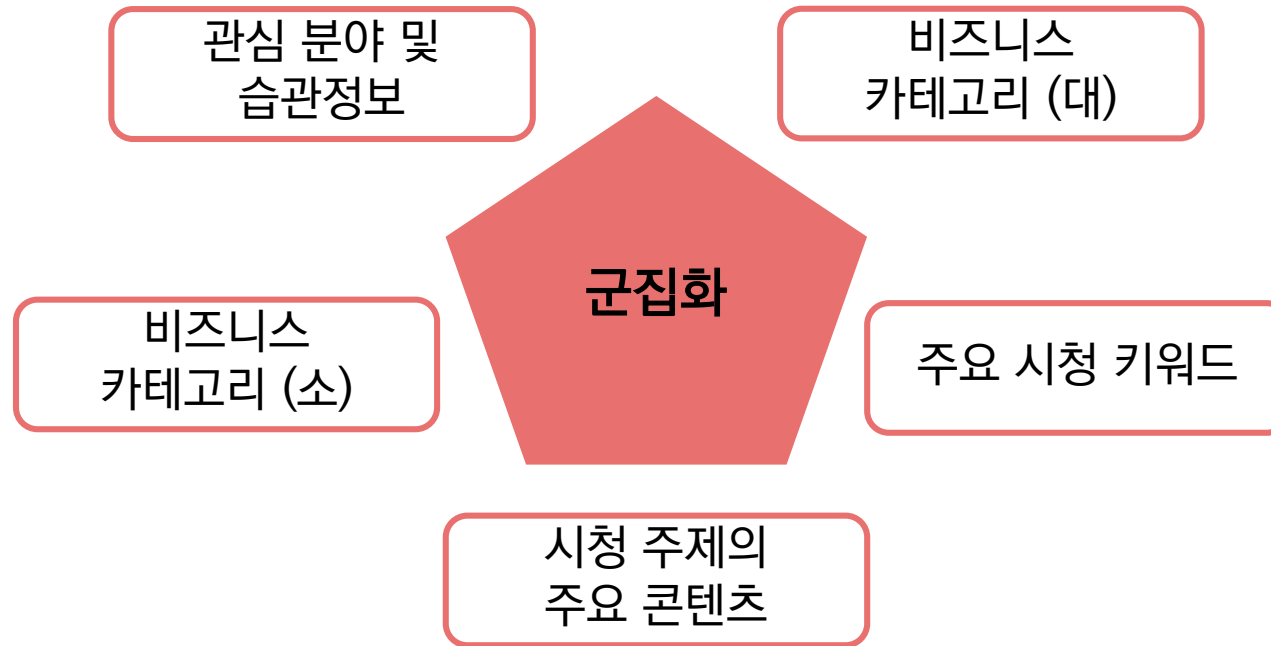 관심 분야 및
습관정보
비즈니스
카테고리 (대)
군집화
비즈니스
카테고리 (소)
주요 시청 키워드
시청 주제의
주요 콘텐츠